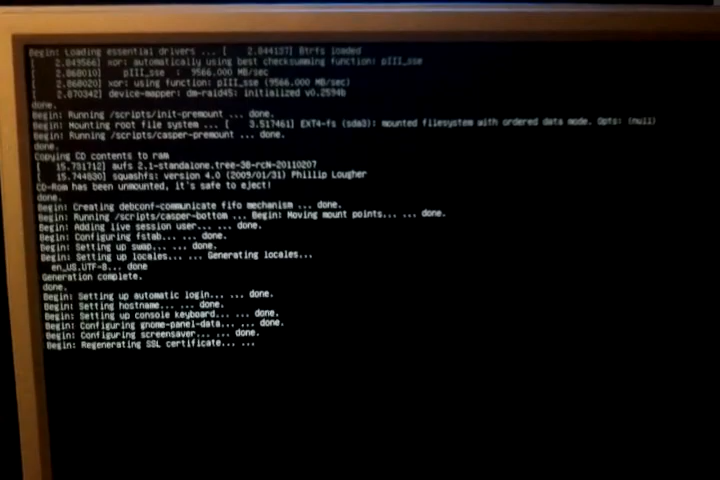 Begin: Loading essential drivers ... [    2.844137] Btrfs loaded
[    2.849566] xor: automatically using best checksumming function: pIII_sse
[    2.868010]    pIII_sse  :  9566.000 MB/sec
[    2.868020] xor: using function: pIII_sse (9566.000 MB/sec)
[    2.870342] device-mapper: dm-raid45: initialized v0.2594b
done.
Begin: Running /scripts/init-premount ... done.
Begin: Mounting root file system ... [    3.517461] EXT4-fs (sda3): mounted filesystem with ordered data mode. Opts: (null)
Begin: Running /scripts/casper-premount ... done.
done.
Copying CD contents to ram
[   15.731712] aufs 2.1-standalone.tree-38-rcN-20110207
[   15.744830] squashfs: version 4.0 (2009/01/31) Phillip Lougher
CD-Rom has been unmounted, it's safe to eject!
done.
Begin: Creating debconf-communicate fifo mechanism ... done.
Begin: Running /scripts/casper-bottom ... Begin: Moving mount points... ... done.
Begin: Adding live session user... ... done.
Begin: Configuring fstab... ... done.
Begin: Setting up swap... ... done.
Begin: Setting up locales... ... Generating locales...
en_US.UTF-8... done
Generation complete.
done.
Begin: Setting up automatic login... ... done.
Begin: Setting hostname... ... done.
Begin: Setting up console keyboard... ... done.
Begin: Configuring gnome-panel-data... ... done.
Begin: Configuring screensaver... ... done.
Begin: Regenerating SSL certificate... ...